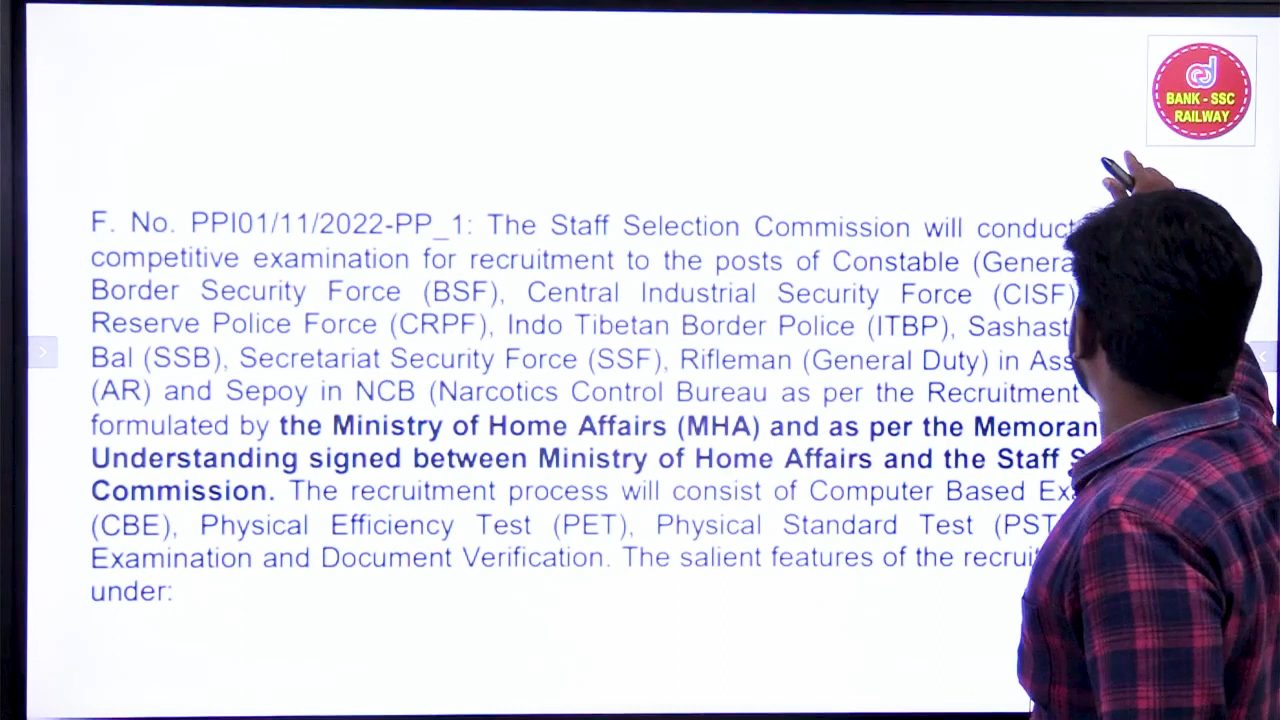 BANK - SSC
RAILWAY
F. No. PPI01/11/2022-PP_1: The Staff Selection Commission will conduct
competitive examination for recruitment to the posts of Constable (Genera
Border Security Force (BSF), Central Industrial Security Force (CISF)
Reserve Police Force (CRPF), Indo Tibetan Border Police (ITBP), Sashast
Bal (SSB), Secretariat Security Force (SSF), Rifleman (General Duty) in Ass
(AR) and Sepoy in NCB (Narcotics Control Bureau as per the Recruitment
formulated by the Ministry of Home Affairs (MHA) and as per the Memoran
Understanding signed between Ministry of Home Affairs and the Staff S
Commission. The recruitment process will consist of Computer Based Exa
(CBE), Physical Efficiency Test (PET), Physical Standard Test (PST
Examination and Document Verification. The salient features of the recrui
under: